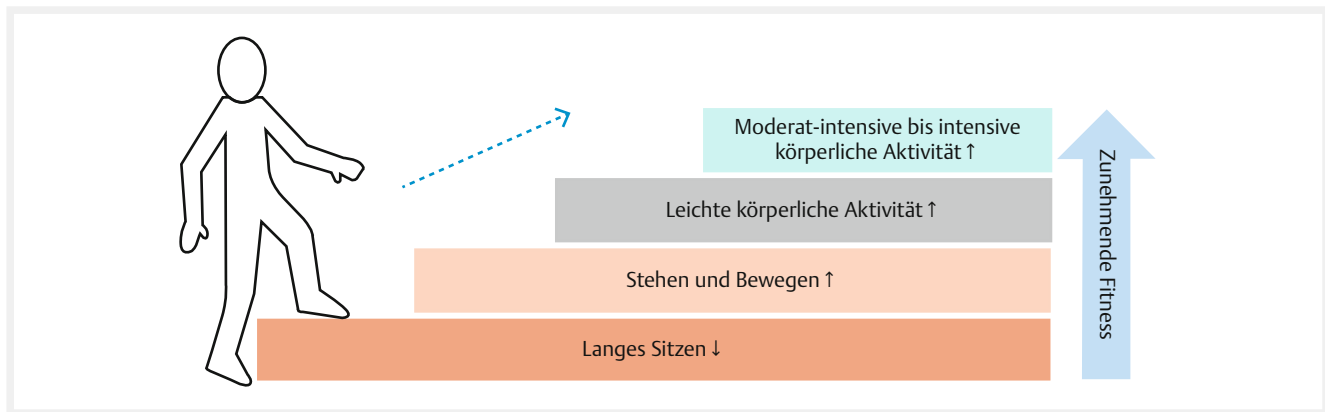 Moderat-intensive bis intensive
körperliche Aktivität ↑
Leichte körperliche Aktivität ↑
Stehen und Bewegen ↑
Langes Sitzen ↓
Zunehmende Fitness